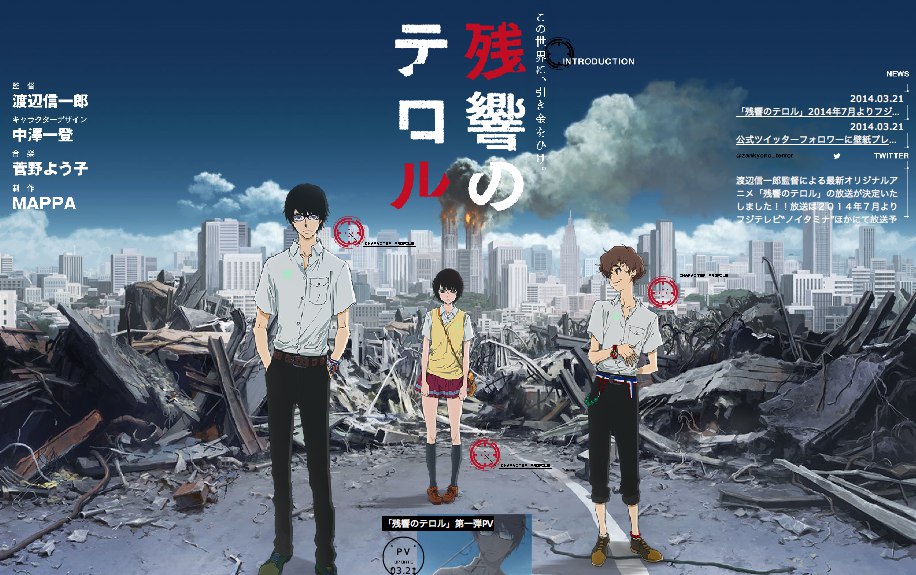 監 督
渡辺信一郎
キャラクターデザイン
中澤一登
音 楽
菅野よう子
制 作
MAPPA
残響の
テロル
この世界に、引き金をひけ。
INTRODUCTION
NEWS
2014.03.21
「残響のテロル」2014年7月よりフジ...
2014.03.21
公式ツイッターフォロワーに壁紙プレ...
@zankyono_terror
TWITTER
渡辺信一郎監督による最新オリジナルア
ニメ「残響のテロル」の放送が決定いた
しました！！放送は２０１４年７月より
フジテレビ"ノイタミナ"ほかにて放送予
CHARACTER PROFILE
CHARACTER PROFILE
CHARACTER PROFILE
「残響のテロル」第一弾PV
PV
UPDATE
03.21